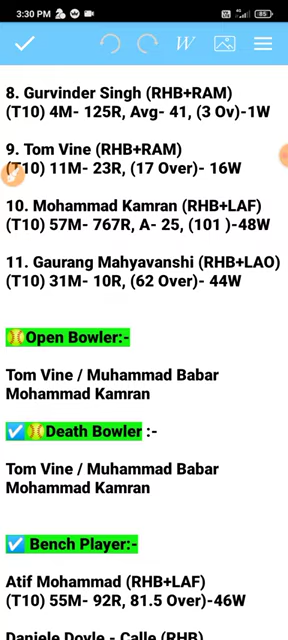 3:30 PM
85
W
8. Gurvinder Singh (RHB+RAM)
(T10) 4M- 125R, Avg- 41, (3 Ov)-1W
9. Tom Vine (RHB+RAM)
(T10) 11M- 23R, (17 Over)- 16W
10. Mohammad Kamran (RHB+LAF)
(T10) 57M- 767R, A- 25, (101 )-48W
11. Gaurang Mahyavanshi (RHB+LAO)
(T10) 31M- 10R, (62 Over)- 44W
Open Bowler:-
Tom Vine / Muhammad Babar
Mohammad Kamran
Death Bowler :-
Tom Vine / Muhammad Babar
Mohammad Kamran
Bench Player:-
Atif Mohammad (RHB+LAF)
(T10) 55M- 92R, 81.5 Over)-46W
Daniele Doyle - Calle (RHB)